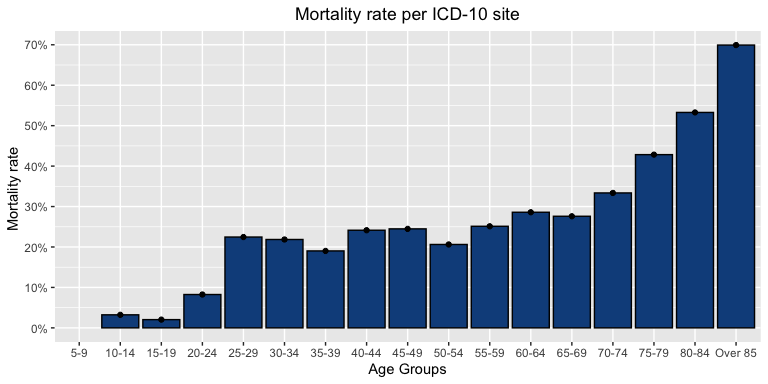 Mortality rate per ICD-10 site
70%
60%
50%
40%
30%
20%
10%
0%
Mortality rate
5-9 10-14 15-19 20-24 25-29 30-34 35-39 40-44 45-49 50-54 55-59 60-64 65-69 70-74 75-79 80-84 Over 85
Age Groups